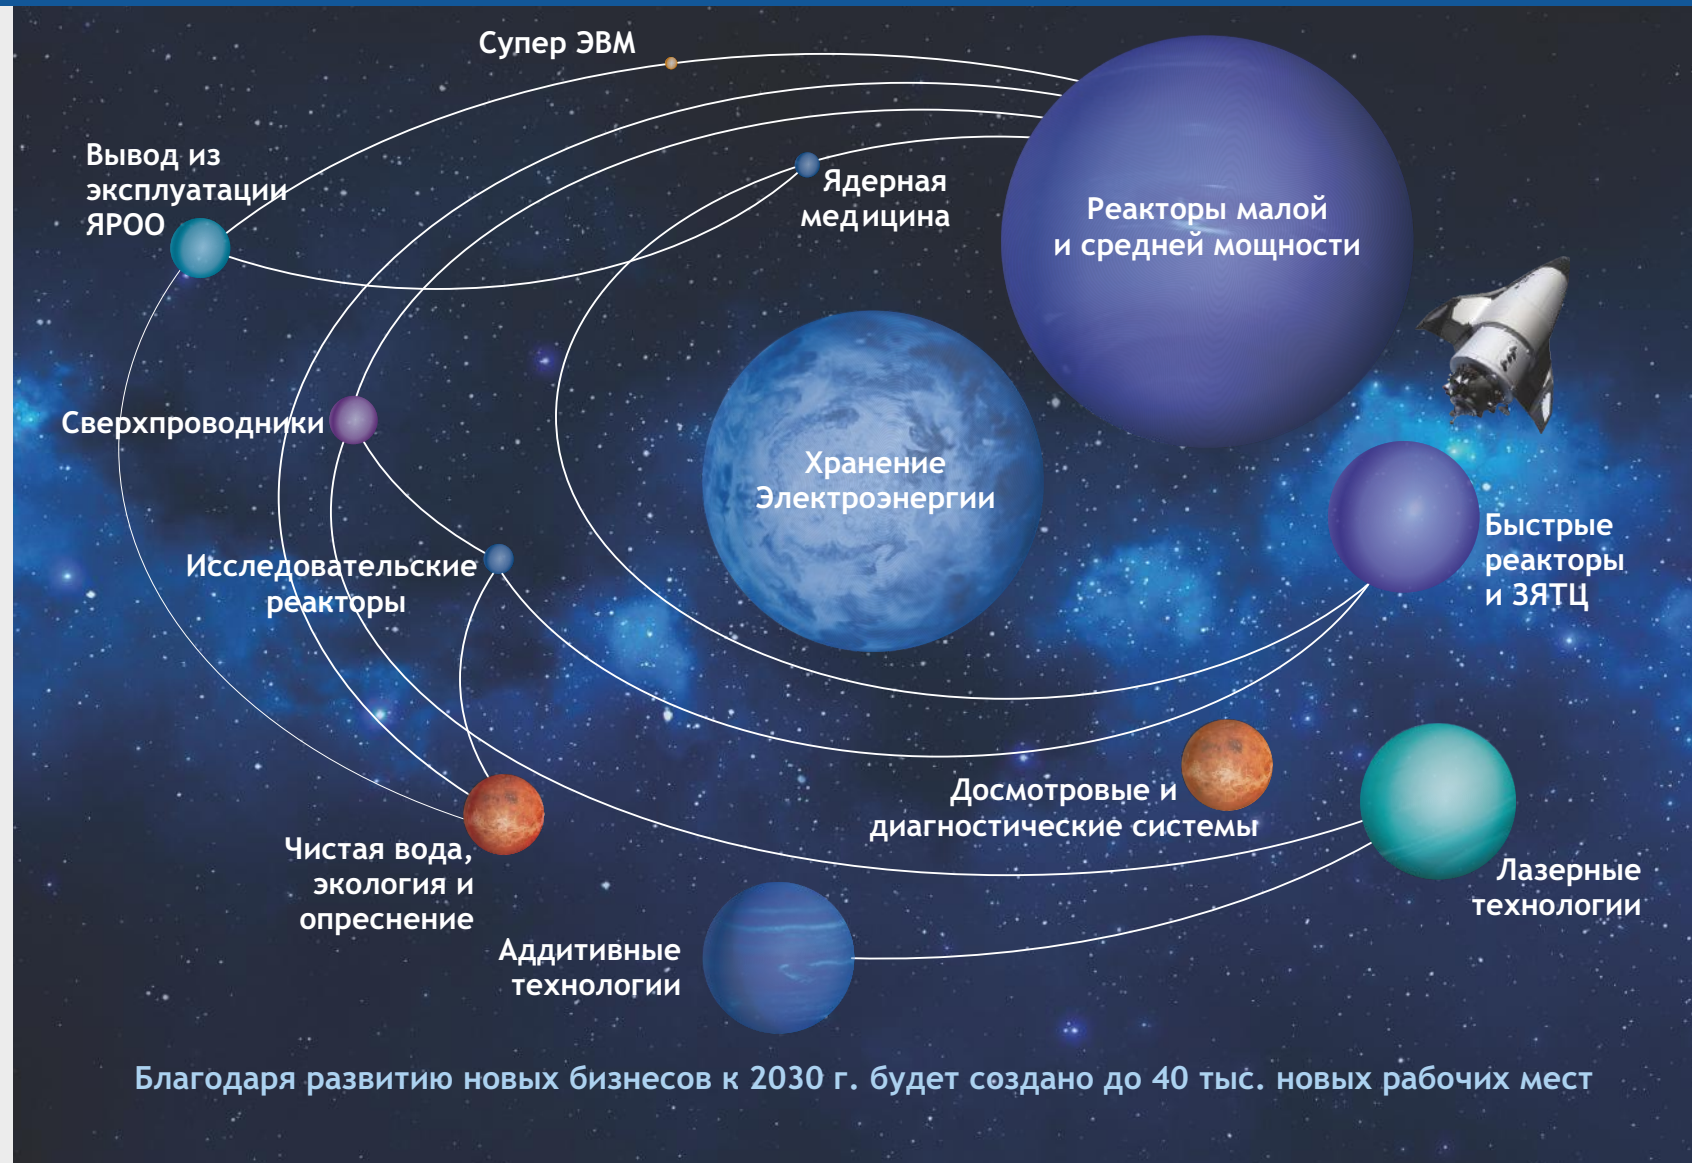 Супер ЭВМ
Вывод из
эксплуатации
ЯРОО
Ядерная
медицина
Реакторы малой
и средней мощности
Сверхпроводники
Хранение
Электроэнергии
Быстрые
реакторы
и ЗЯТЦ
Исследовательские
реакторы
Досмотровые и
диагностические системы
Чистая вода,
экология и
опреснение
Лазерные
технологии
Аддитивные
технологии
Благодаря развитию новых бизнесов к 2030 г. будет создано до 40 тыс. новых рабочих мест